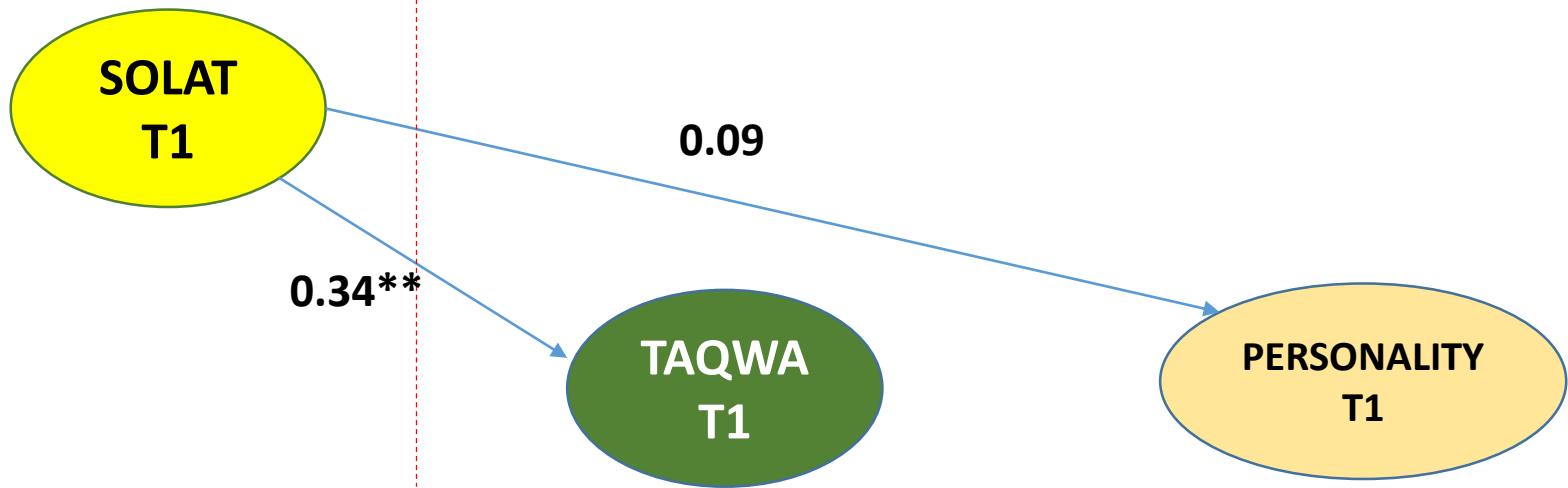 SOLAT
T1
0.09
0.34**
TAQWA
T1
PERSONALITY
T1